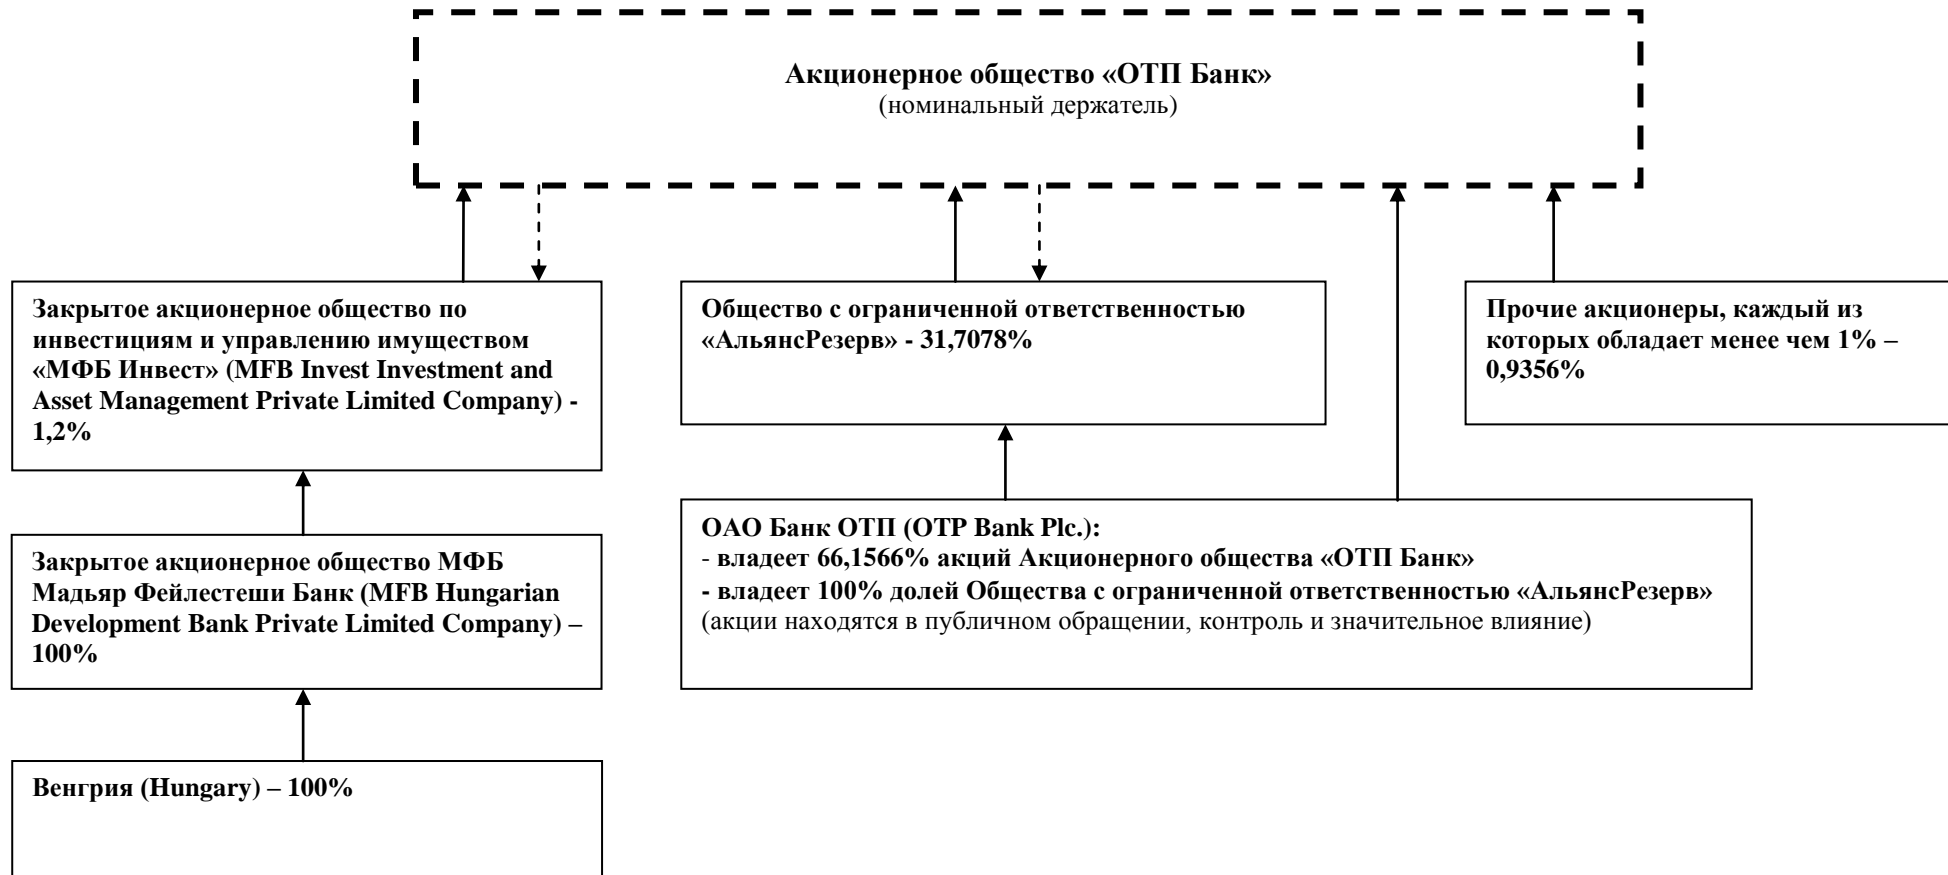 Акционерное общество «ОТП Банк»
(номинальный держатель)
Закрытое акционерное общество по
инвестициям и управлению имуществом
«МФБ Инвест» (MFB Invest Investment and
Asset Management Private Limited Company) -
1,2%
Общество с ограниченной ответственностью
«АльянсРезерв» - 31,7078%
Прочие акционеры, каждый из
которых обладает менее чем 1% –
0,9356%
Закрытое акционерное общество МФБ
Мадьяр Фейлестеши Банк (MFB Hungarian
Development Bank Private Limited Company) –
100%
ОАО Банк ОТП (OTP Bank Plc.):
- владеет 66,1566% акций Акционерного общества «ОТП Банк»
- владеет 100% долей Общества с ограниченной ответственностью «АльянсРезерв»
(акции находятся в публичном обращении, контроль и значительное влияние)
Венгрия (Hungary) – 100%